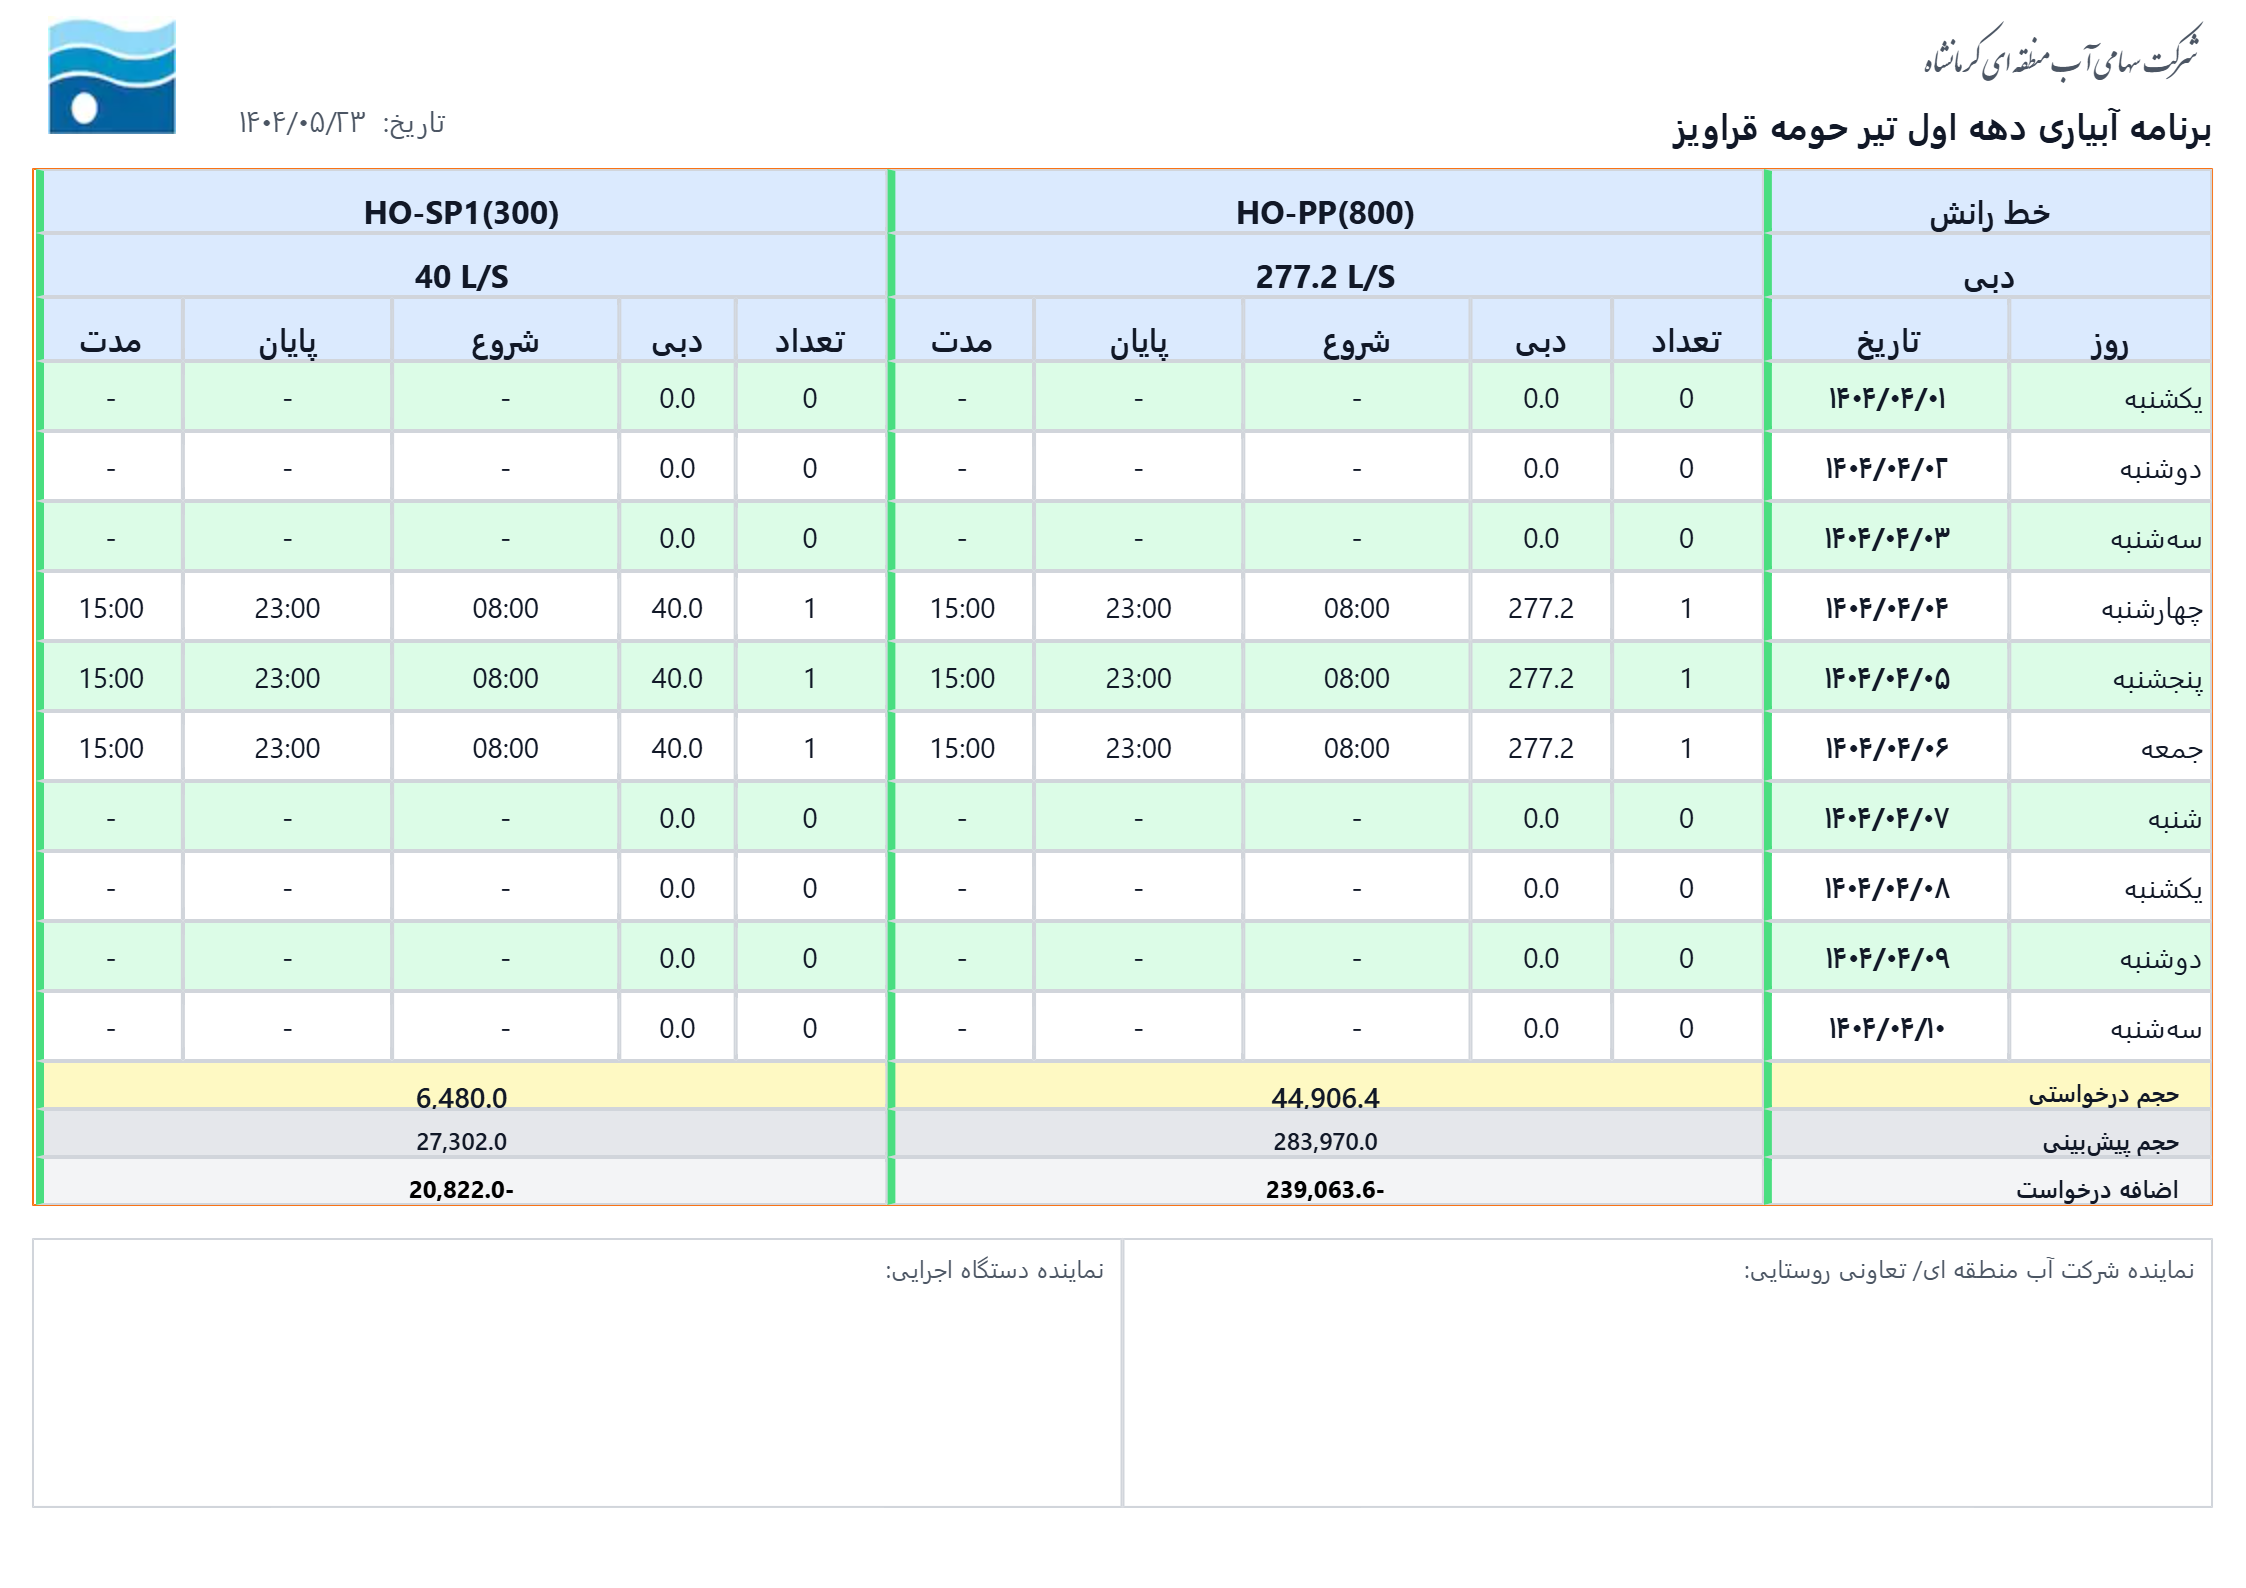 شرکت سهامی آب منطقه ای کرمانشاه
برنامه آبیاری دهه اول تیر حومه قراویز
تاریخ: ۱۴۰۴/۰۵/۲۳
خط رانش HO-PP(800) HO-SP1(300)
دبی 277.2 L/S 40 L/S
روز تاریخ تعداد دبی شروع پایان مدت تعداد دبی شروع پایان مدت
یکشنبه ۱۴۰۴/۰۴/۰۱ 0 0.0 - - - 0 0.0 - - -
دوشنبه ۱۴۰۴/۰۴/۰۲ 0 0.0 - - - 0 0.0 - - -
سه‌شنبه ۱۴۰۴/۰۴/۰۳ 0 0.0 - - - 0 0.0 - - -
چهارشنبه ۱۴۰۴/۰۴/۰۴ 1 277.2 08:00 23:00 15:00 1 40.0 08:00 23:00 15:00
پنجشنبه ۱۴۰۴/۰۴/۰۵ 1 277.2 08:00 23:00 15:00 1 40.0 08:00 23:00 15:00
جمعه ۱۴۰۴/۰۴/۰۶ 1 277.2 08:00 23:00 15:00 1 40.0 08:00 23:00 15:00
شنبه ۱۴۰۴/۰۴/۰۷ 0 0.0 - - - 0 0.0 - - -
یکشنبه ۱۴۰۴/۰۴/۰۸ 0 0.0 - - - 0 0.0 - - -
دوشنبه ۱۴۰۴/۰۴/۰۹ 0 0.0 - - - 0 0.0 - - -
سه‌شنبه ۱۴۰۴/۰۴/۱۰ 0 0.0 - - - 0 0.0 - - -
حجم درخواستی 44,906.4 6,480.0
حجم پیش‌بینی 283,970.0 27,302.0
اضافه درخواست 239,063.6- 20,822.0-
نماینده شرکت آب منطقه ای/ تعاونی روستایی:
نماینده دستگاه اجرایی: